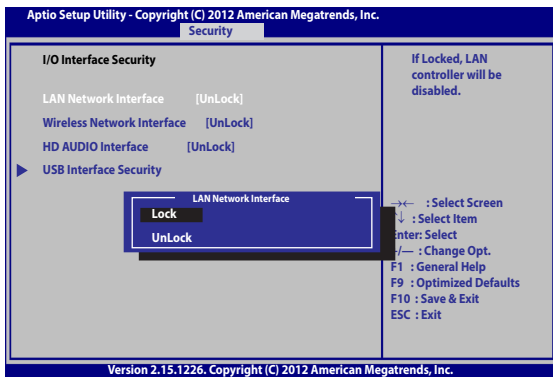 Aptio Setup Utility - Copyright (C) 2012 American Megatrends, Inc.
Security
I/O Interface Security
LAN Network Interface [UnLock]
Wireless Network Interface [UnLock]
HD AUDIO Interface [UnLock]
USB Interface Security
If Locked, LAN
controller will be
disabled.
LAN Network Interface
Lock
UnLock
→← : Select Screen
↑↓ : Select Item
Enter: Select
+/— : Change Opt.
F1 : General Help
F9 : Optimized Defaults
F10 : Save & Exit
ESC : Exit
Version 2.15.1226. Copyright (C) 2012 American Megatrends, Inc.